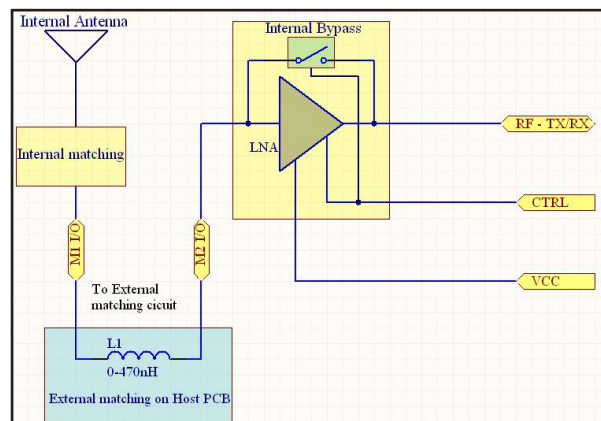 Internal Antenna
Internal Bypass
LNA
RF - TX/RX
Internal matching
CTRL
M1 I/O
M2 I/O
VCC
To External
matching cicuit
L1
0-470nH
External matching on Host PCB